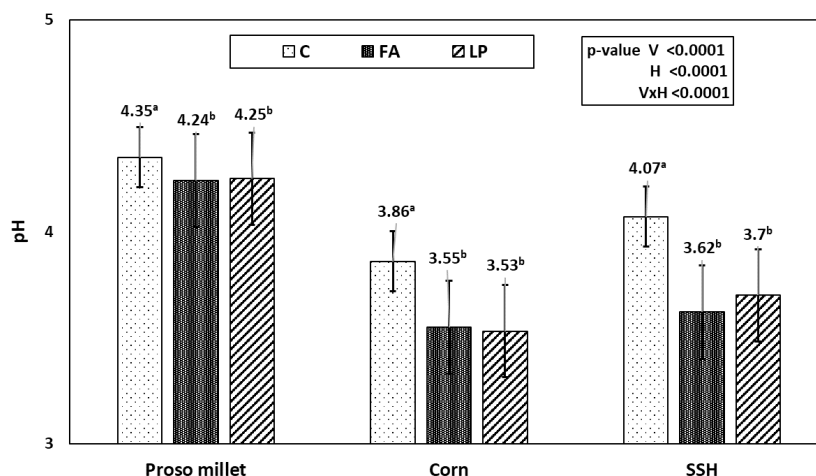 5
C FA LP
p-value V <0.0001
H <0.0001
VxH <0.0001
4.35ᵃ 4.24ᵇ 4.25ᵇ
4.07ᵃ
3.86ᵃ
3.55ᵇ 3.53ᵇ
3.62ᵇ 3.7ᵇ
4
pH
3
Proso millet Corn SSH